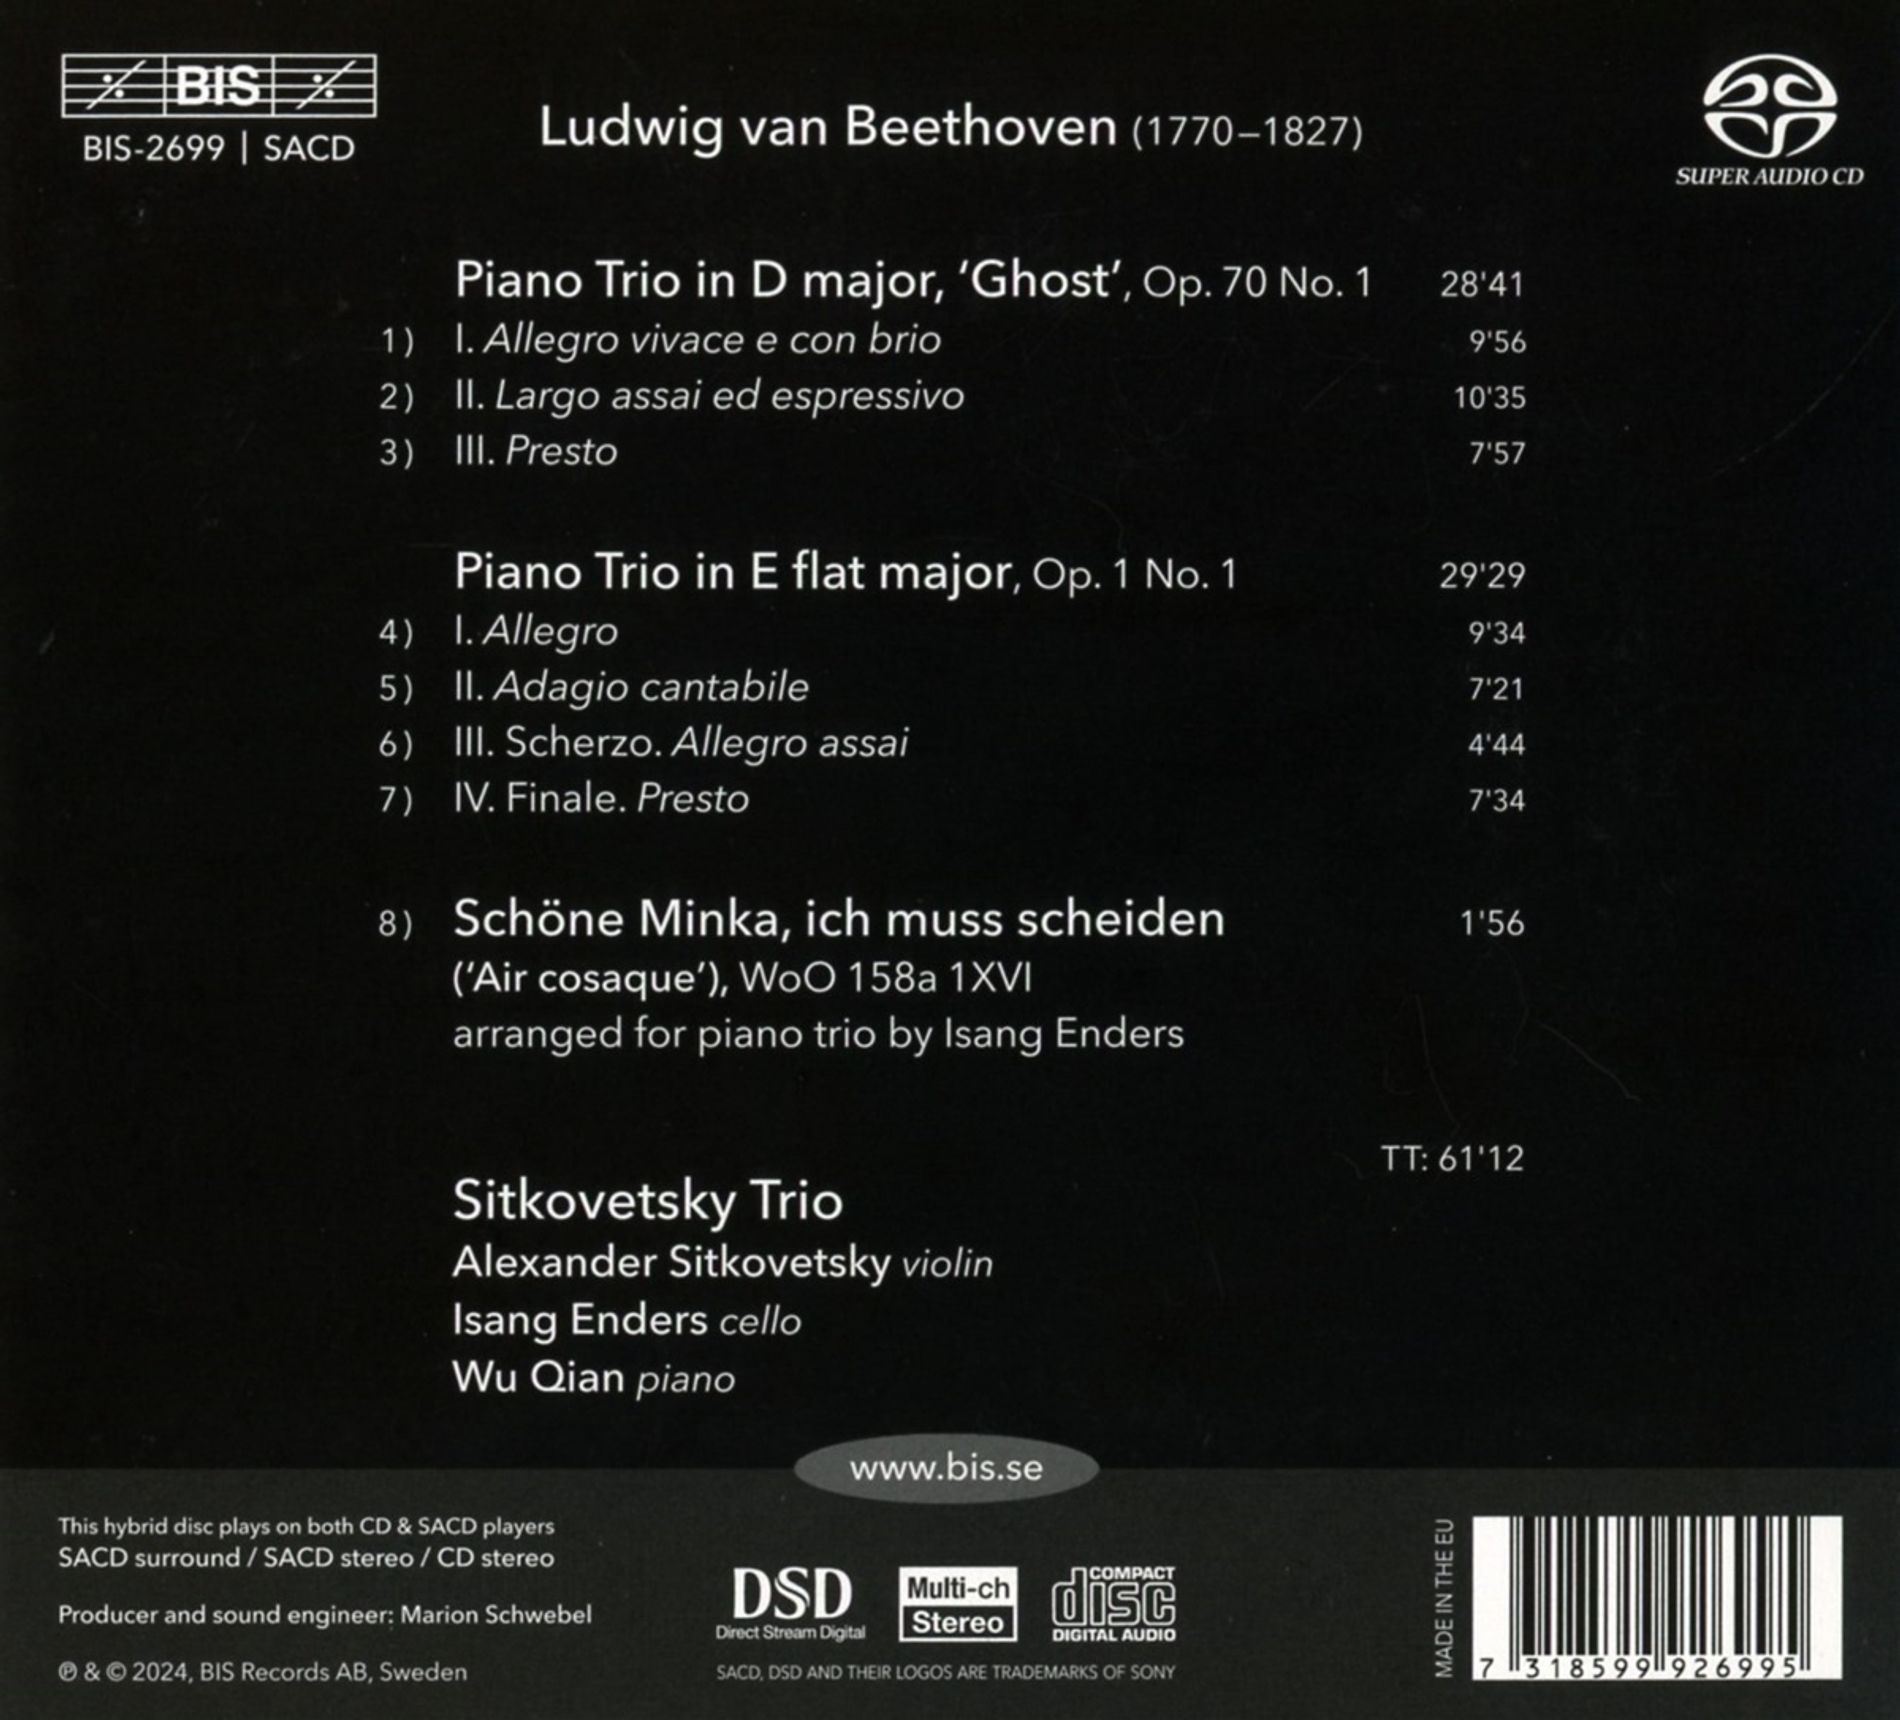 BIS
BIS-2699 | SACD
Ludwig van Beethoven (1770–1827)
SUPER AUDIO CD
Piano Trio in D major, ‘Ghost’, Op. 70 No. 1 28'41
1) I. Allegro vivace e con brio 9'56
2) II. Largo assai ed espressivo 10'35
3) III. Presto 7'57
Piano Trio in E flat major, Op. 1 No. 1 29'29
4) I. Allegro 9'34
5) II. Adagio cantabile 7'21
6) III. Scherzo. Allegro assai 4'44
7) IV. Finale. Presto 7'34
8) Schöne Minka, ich muss scheiden 1'56
(‘Air cosaque’), WoO 158a 1XVI
arranged for piano trio by Isang Enders
TT: 61'12
Sitkovetsky Trio
Alexander Sitkovetsky violin
Isang Enders cello
Wu Qian piano
www.bis.se
This hybrid disc plays on both CD & SACD players
SACD surround / SACD stereo / CD stereo
Producer and sound engineer: Marion Schwebel
℗ & © 2024, BIS Records AB, Sweden
DSD
Direct Stream Digital
Multi-ch
Stereo
COMPACT
disc
DIGITAL AUDIO
SACD, DSD AND THEIR LOGOS ARE TRADEMARKS OF SONY
MADE IN THE EU
7 318599 926995